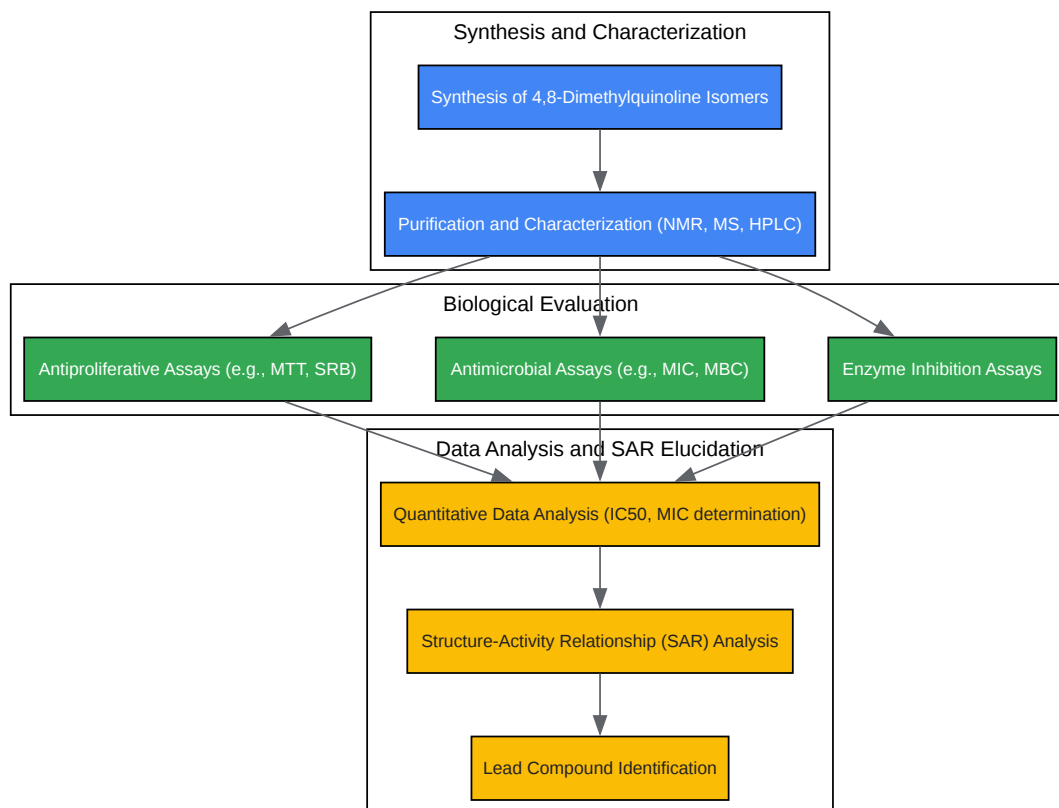 Synthesis and Characterization
Synthesis of 4,8-Dimethylquinoline Isomers
Purification and Characterization (NMR, MS, HPLC)
Biological Evaluation
Antiproliferative Assays (e.g., MTT, SRB)
Antimicrobial Assays (e.g., MIC, MBC)
Enzyme Inhibition Assays
Data Analysis and SAR Elucidation
Quantitative Data Analysis (IC50, MIC determination)
Structure-Activity Relationship (SAR) Analysis
Lead Compound Identification